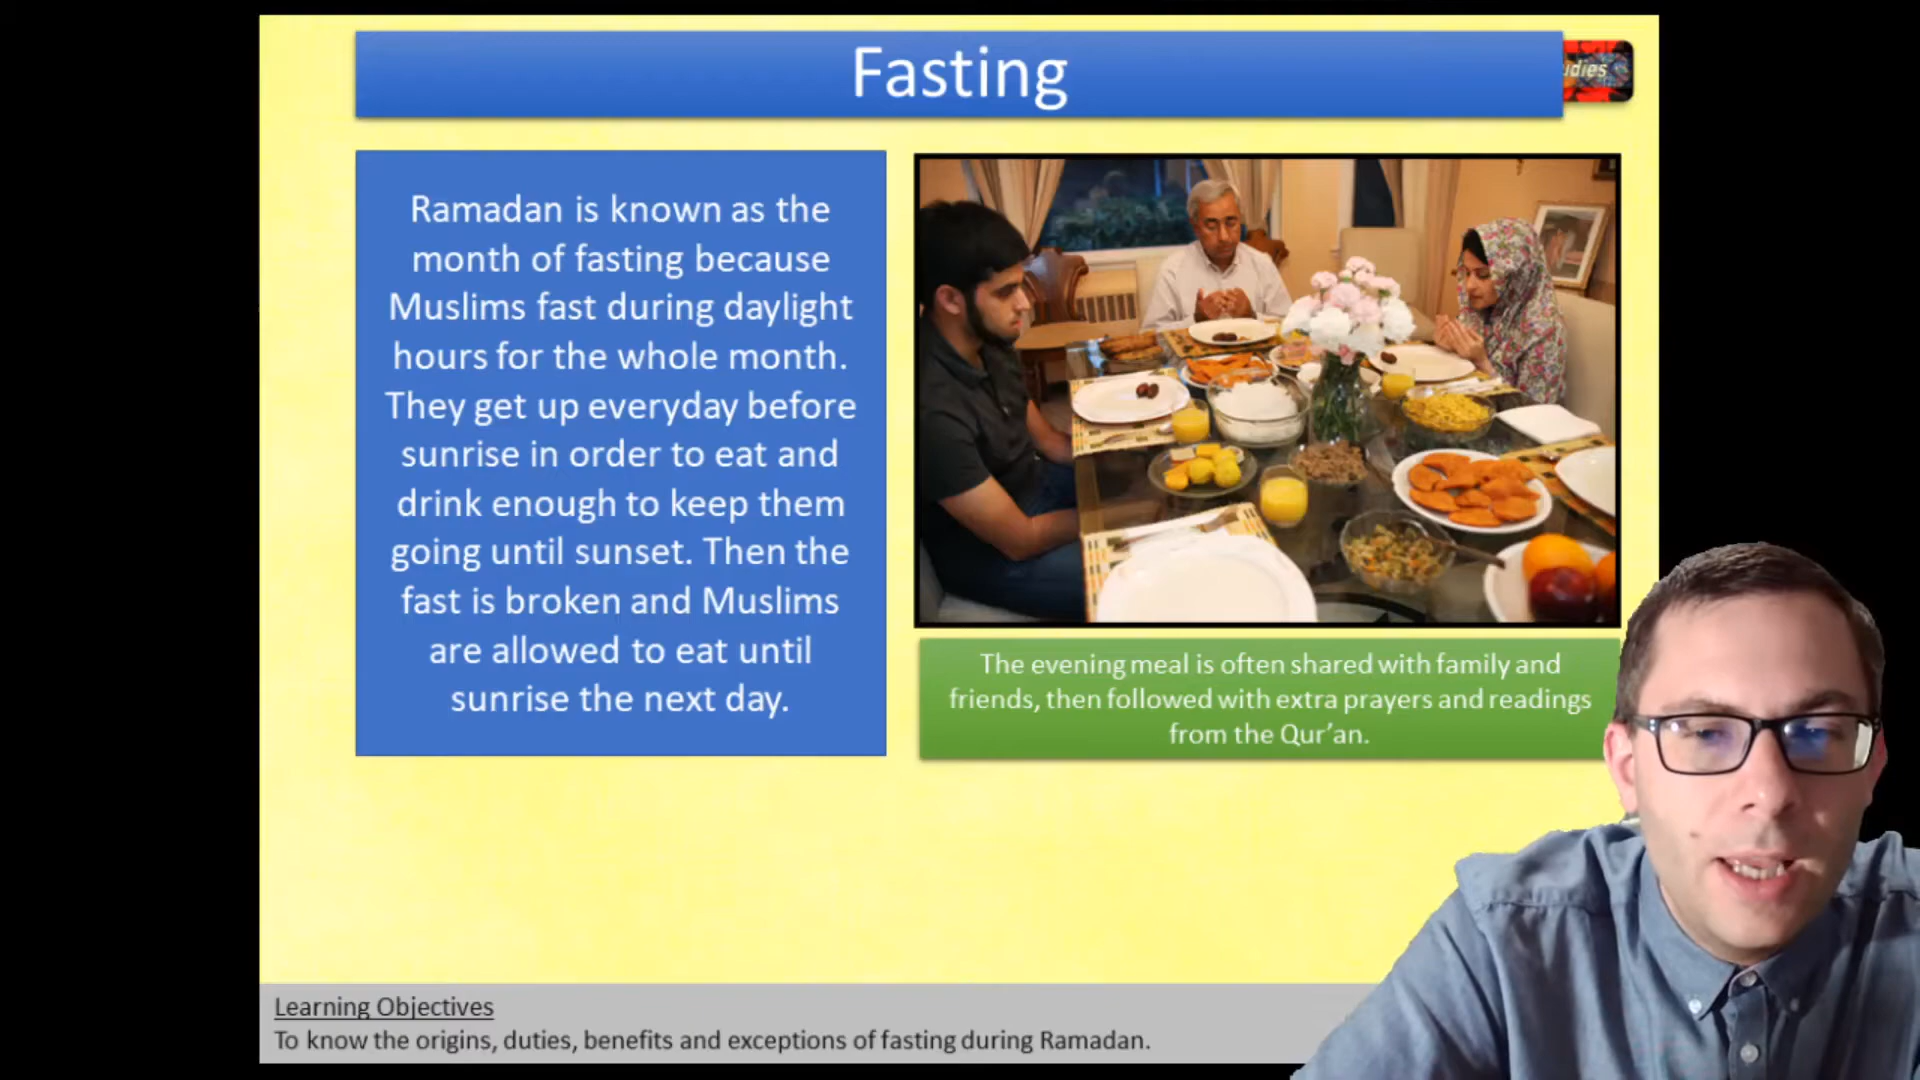 Fasting
udies
Ramadan is known as the
month of fasting because
Muslims fast during daylight
hours for the whole month.
They get up everyday before
sunrise in order to eat and
drink enough to keep them
going until sunset. Then the
fast is broken and Muslims
are allowed to eat until
sunrise the next day.
The evening meal is often shared with family and
friends, then followed with extra prayers and readings
from the Qur’an.
Learning Objectives
To know the origins, duties, benefits and exceptions of fasting during Ramadan.